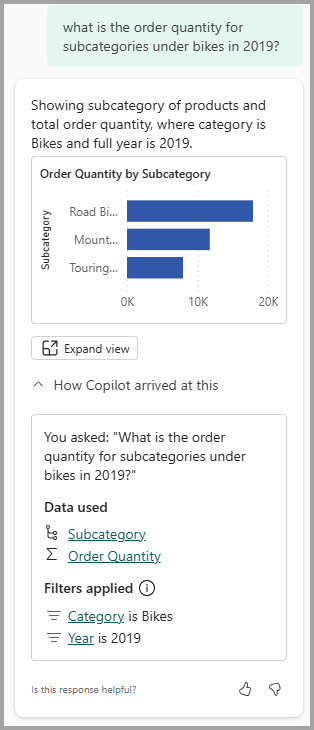 what is the order quantity for
subcategories under bikes in 2019?
Showing subcategory of products and
total order quantity, where category is
Bikes and full year is 2019.
Order Quantity by Subcategory
Subcategory
Road Bi...
Mount...
Touring...
0K 10K 20K
Expand view
How Copilot arrived at this
You asked: "What is the order
quantity for subcategories under
bikes in 2019?"
Data used
Subcategory
Order Quantity
Filters applied
Category is Bikes
Year is 2019
Is this response helpful?